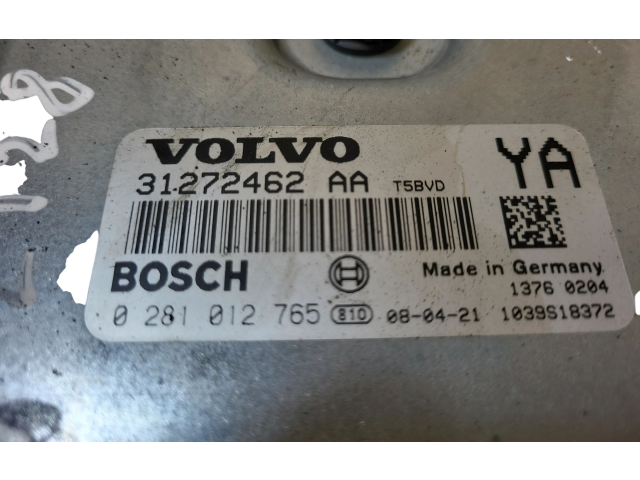 VOLVO YA
31272462 AA T5BVD
BOSCH Made in Germany
1376 0204
0 281 012 765 810 08-04-21 1039S18372